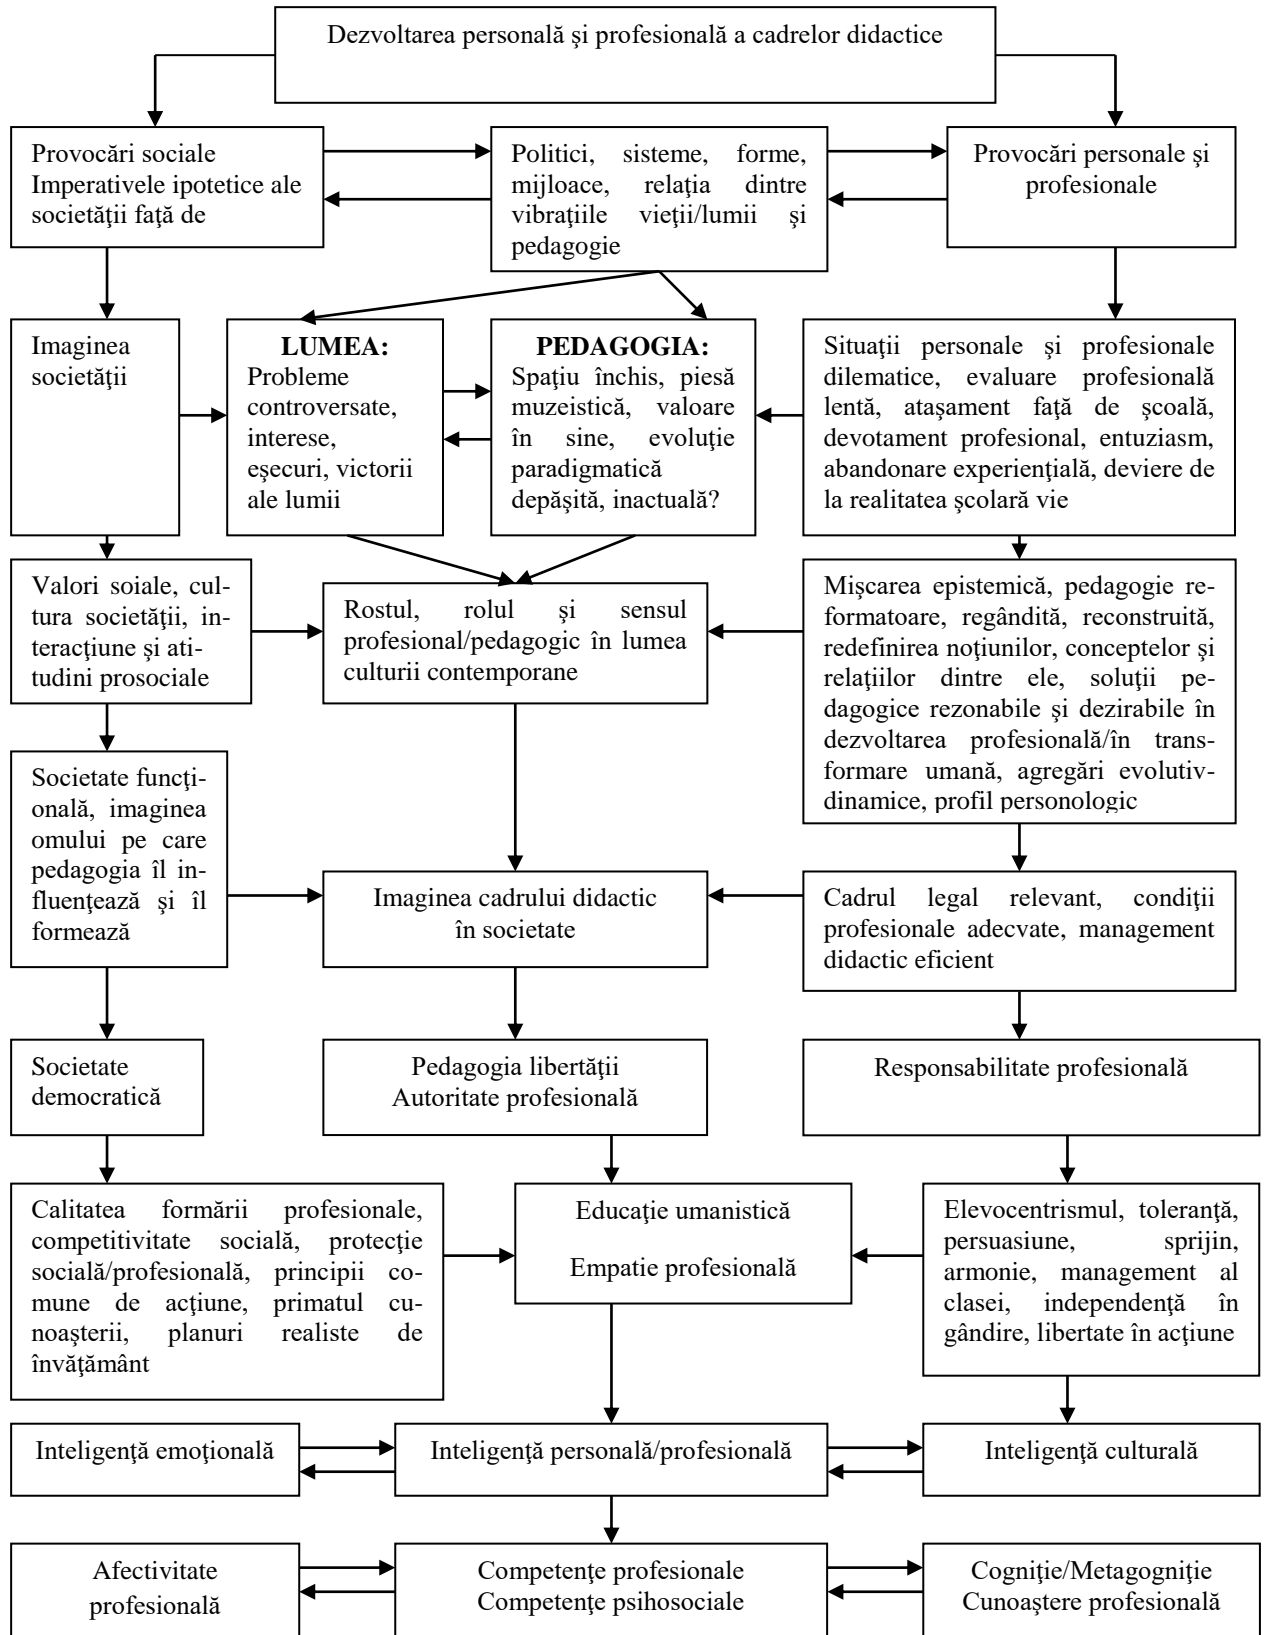 Dezvoltarea personală şi profesională a cadrelor didactice
Provocări sociale
Imperativele ipotetice ale
societăţii faţă de
Politici, sisteme, forme,
mijloace, relaţia dintre
vibraţiile vieţii/lumii şi
pedagogie
Provocări personale şi
profesionale
Imaginea
societăţii
LUMEA:
Probleme
controversate,
interese,
eşecuri, victorii
ale lumii
PEDAGOGIA:
Spaţiu închis, piesă
muzeistică, valoare
în sine, evoluţie
paradigmatică
depăşită, inactuală?
Situaţii personale şi profesionale
dilematice, evaluare profesională
lentă, ataşament faţă de şcoală,
devotament profesional, entuziasm,
abandonare experienţială, deviere de
la realitatea şcolară vie
Valori soiale, cul-
tura societăţii, in-
teracţiune şi ati-
tudini prosociale
Rostul, rolul şi sensul
profesional/pedagogic în lumea
culturii contemporane
Mişcarea epistemică, pedagogie re-
formatoare, regândită, reconstruită,
redefinirea noţiunilor, conceptelor şi
relaţiilor dintre ele, soluţii pe-
dagogice rezonabile şi dezirabile în
dezvoltarea profesională/în trans-
formare umană, agregări evolutiv-
dinamice, profil personologic
Societate funcţi-
onală, imaginea
omului pe care
pedagogia îl in-
fluenţează şi îl
formează
Imaginea cadrului didactic
în societate
Cadrul legal relevant, condiţii
profesionale adecvate, management
didactic eficient
Societate
democratică
Pedagogia libertăţii
Autoritate profesională
Responsabilitate profesională
Calitatea formării profesionale,
competitivitate socială, protecţie
socială/profesională, principii co-
mune de acţiune, primatul cu-
noaşterii, planuri realiste de
învăţământ
Educaţie umanistică
Empatie profesională
Elevocentrismul, toleranţă,
persuasiune, sprijin,
armonie, management al
clasei, independenţă în
gândire, libertate în acţiune
Inteligenţă emoţională
Inteligenţă personală/profesională
Inteligenţă culturală
Afectivitate
profesională
Competenţe profesionale
Competenţe psihosociale
Cogniţie/Metagogniţie
Cunoaştere profesională